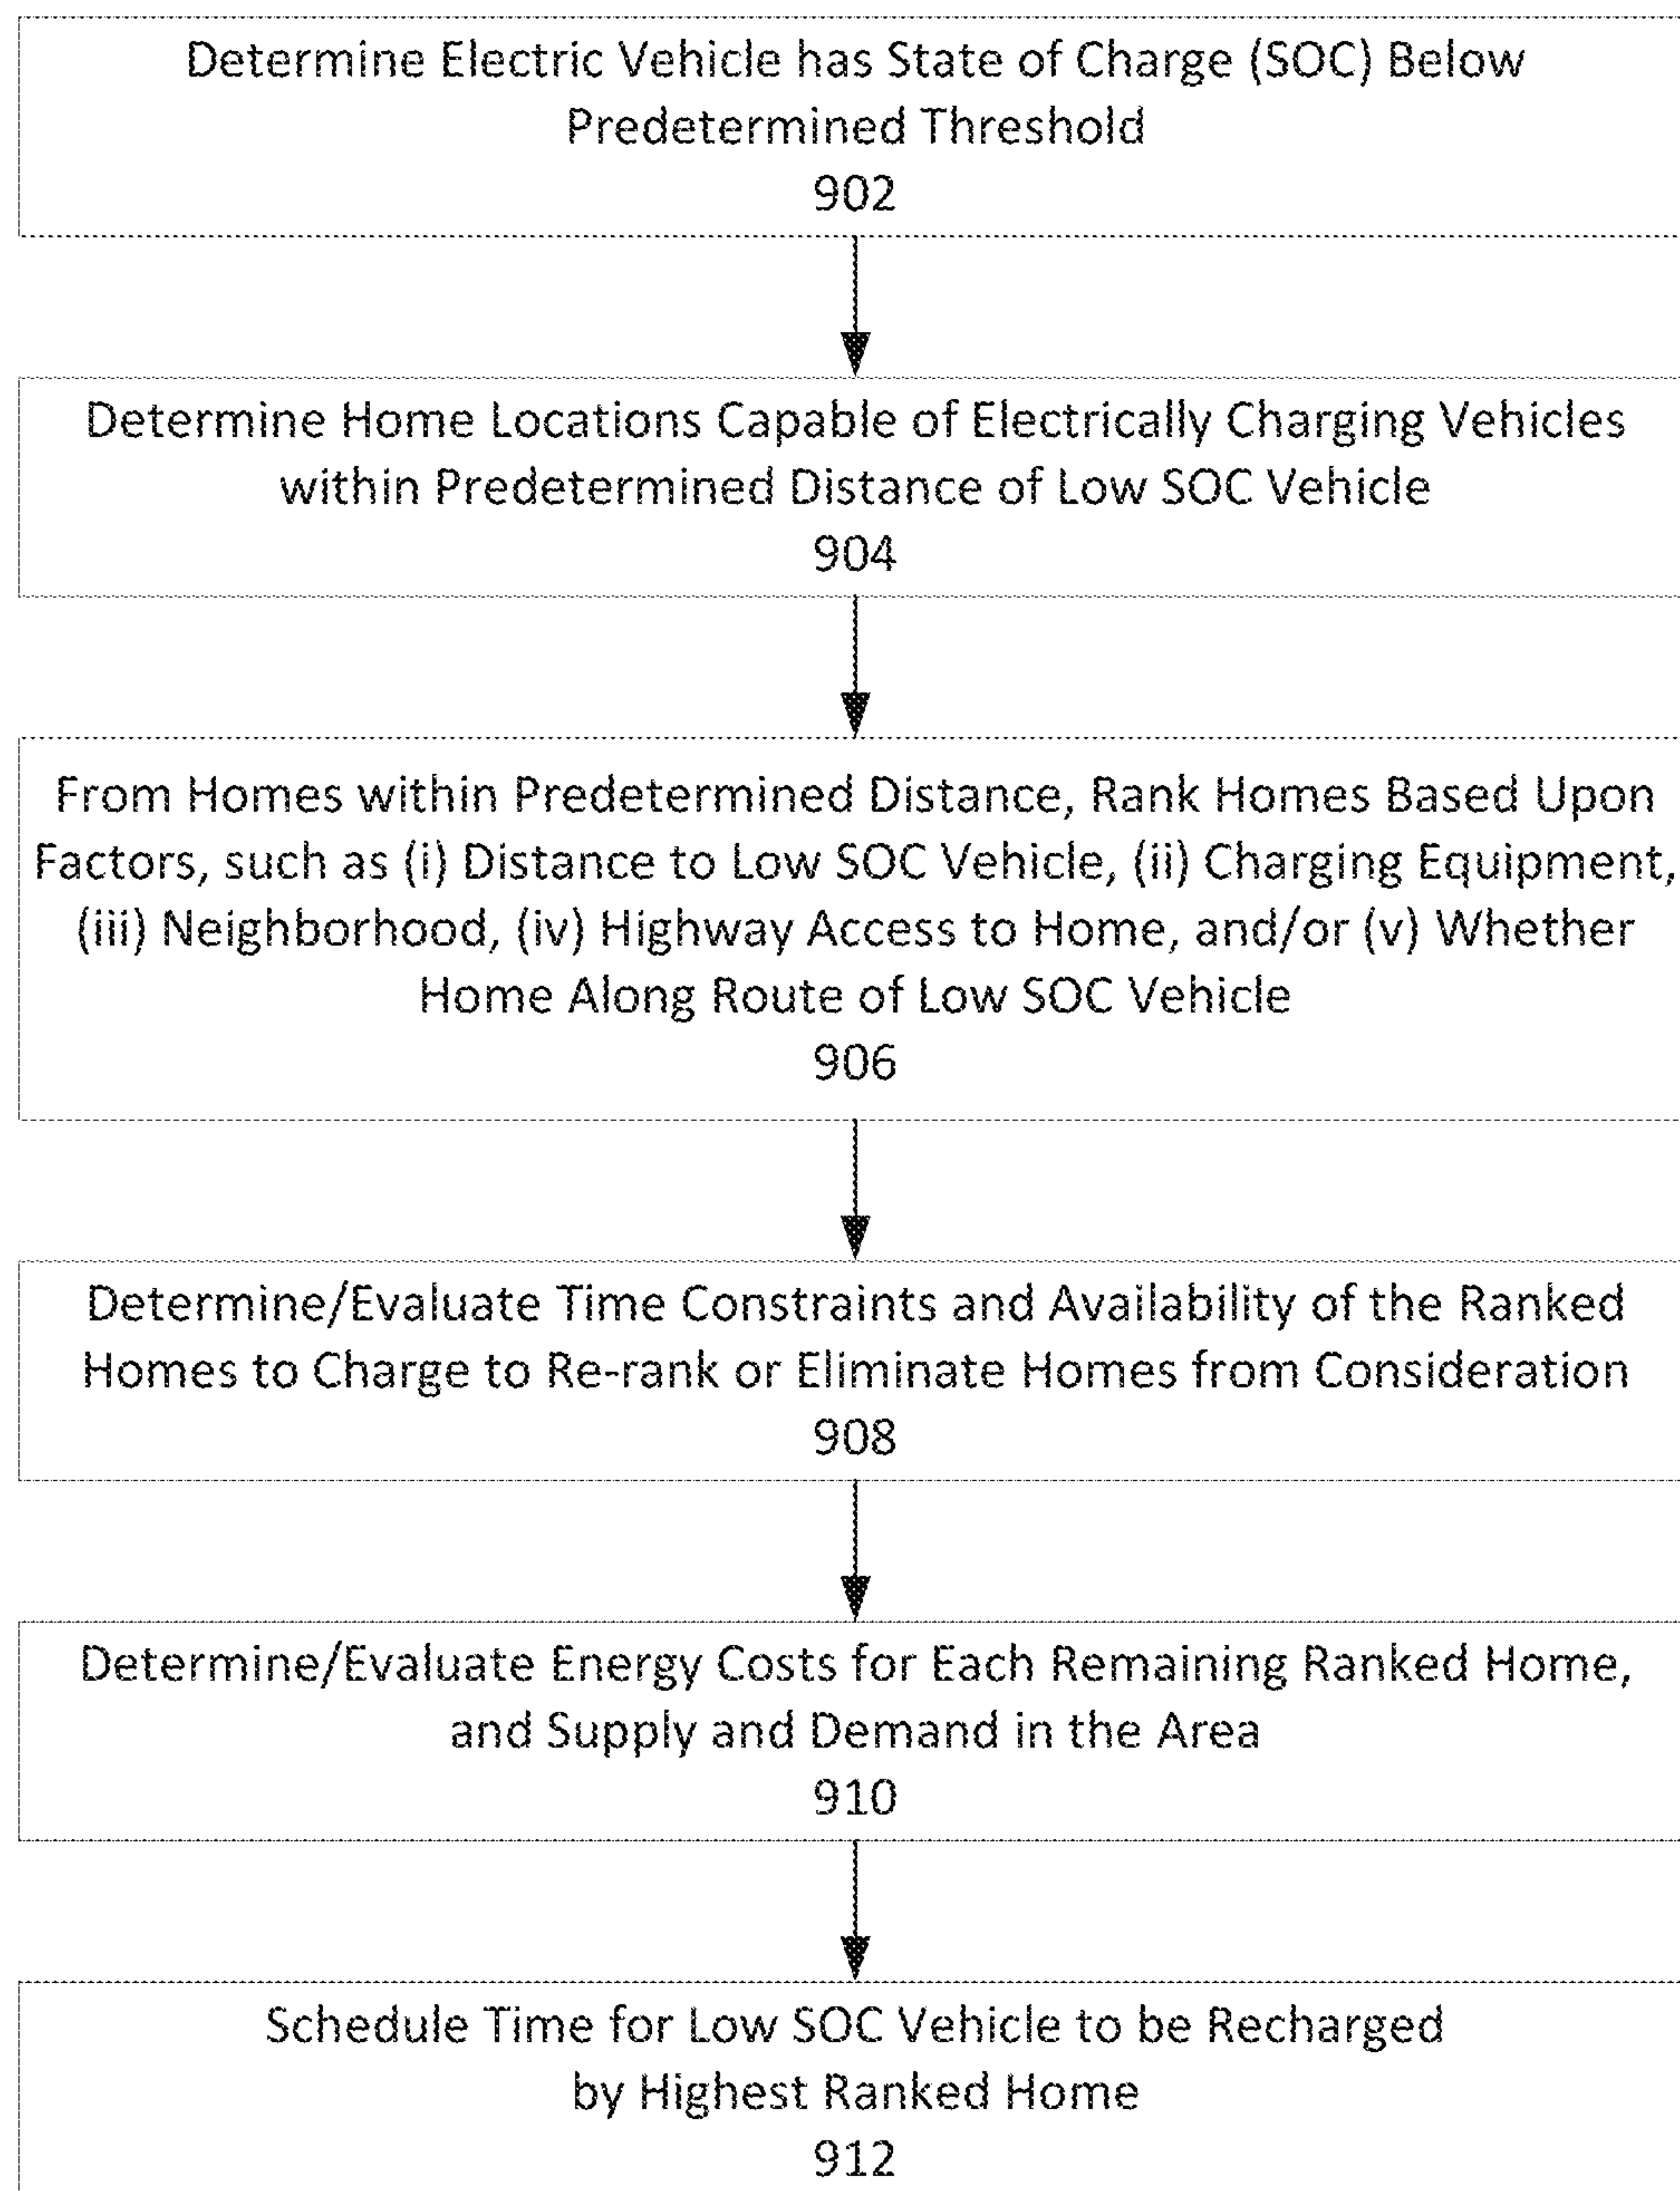 Determine Electric Vehicle has State of Charge (SOC) Below
Predetermined Threshold
902
Determine Home Locations Capable of Electrically Charging Vehicles
within Predetermined Distance of Low SOC Vehicle
904
From Homes within Predetermined Distance, Rank Homes Based Upon
Factors, such as (i) Distance to Low SOC Vehicle, (ii) Charging Equipment,
(iii) Neighborhood, (iv) Highway Access to Home, and/or (v) Whether
Home Along Route of Low SOC Vehicle
906
Determine/Evaluate Time Constraints and Availability of the Ranked
Homes to Charge to Re-rank or Eliminate Homes from Consideration
908
Determine/Evaluate Energy Costs for Each Remaining Ranked Home,
and Supply and Demand in the Area
910
Schedule Time for Low SOC Vehicle to be Recharged
by Highest Ranked Home
912